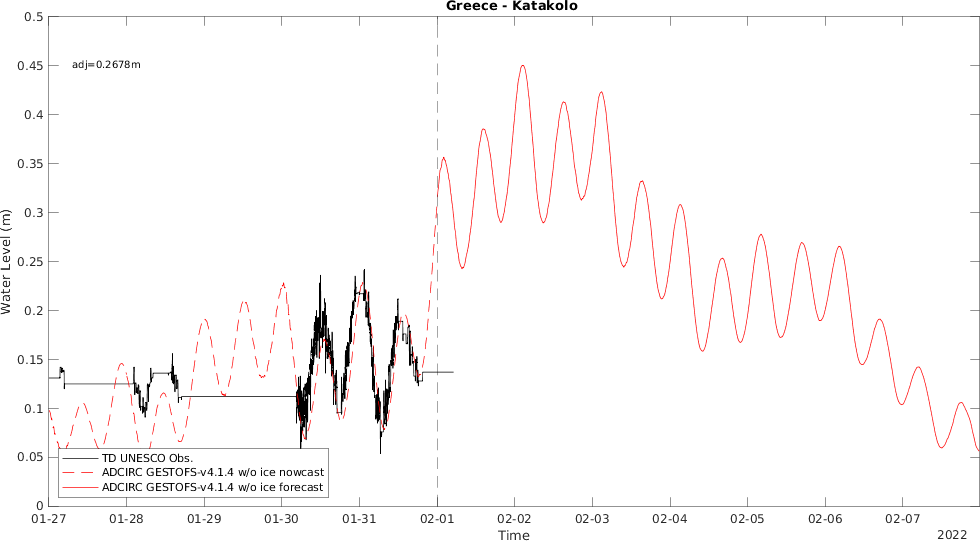 Greece - Katakolo
0.5
0.45
0.4
0.35
0.3
0.25
0.2
0.15
0.1
0.05
0
Water Level (m)
adj=0.2678m
TD UNESCO Obs.
ADCIRC GESTOFS-v4.1.4 w/o ice nowcast
ADCIRC GESTOFS-v4.1.4 w/o ice forecast
01-27 01-28 01-29 01-30 01-31 02-01 02-02 02-03 02-04 02-05 02-06 02-07
Time
2022